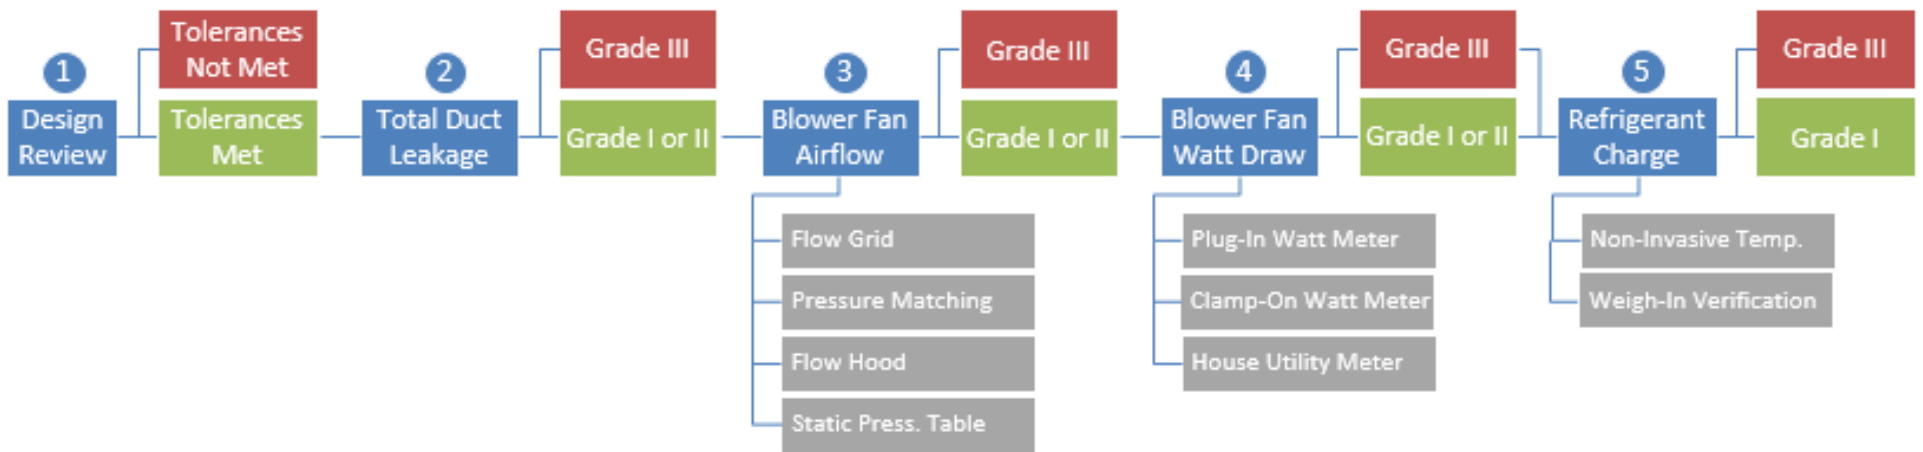 1
Design
Review
Tolerances
Not Met
Tolerances
Met
2
Total Duct
Leakage
Grade III
Grade I or II
3
Blower Fan
Airflow
Flow Grid
Pressure Matching
Flow Hood
Static Press. Table
Grade III
Grade I or II
4
Blower Fan
Watt Draw
Plug-In Watt Meter
Clamp-On Watt Meter
House Utility Meter
Grade III
Grade I or II
5
Refrigerant
Charge
Non-Invasive Temp.
Weigh-In Verification
Grade III
Grade I